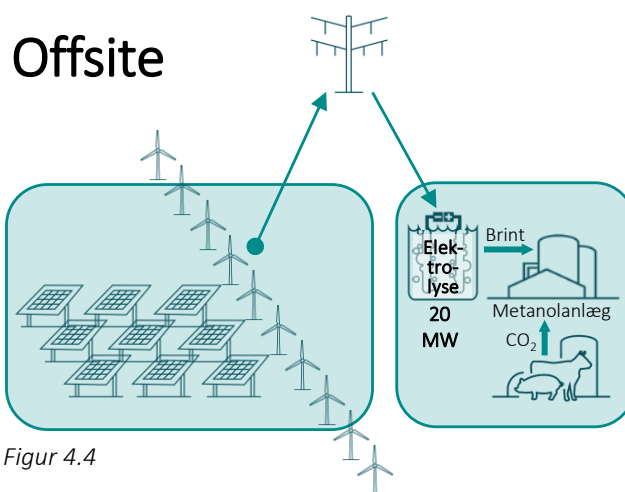 Offsite
Elek-
tro-
lyse
20
MW
Brint
Metanolanlæg
CO₂
Figur 4.4